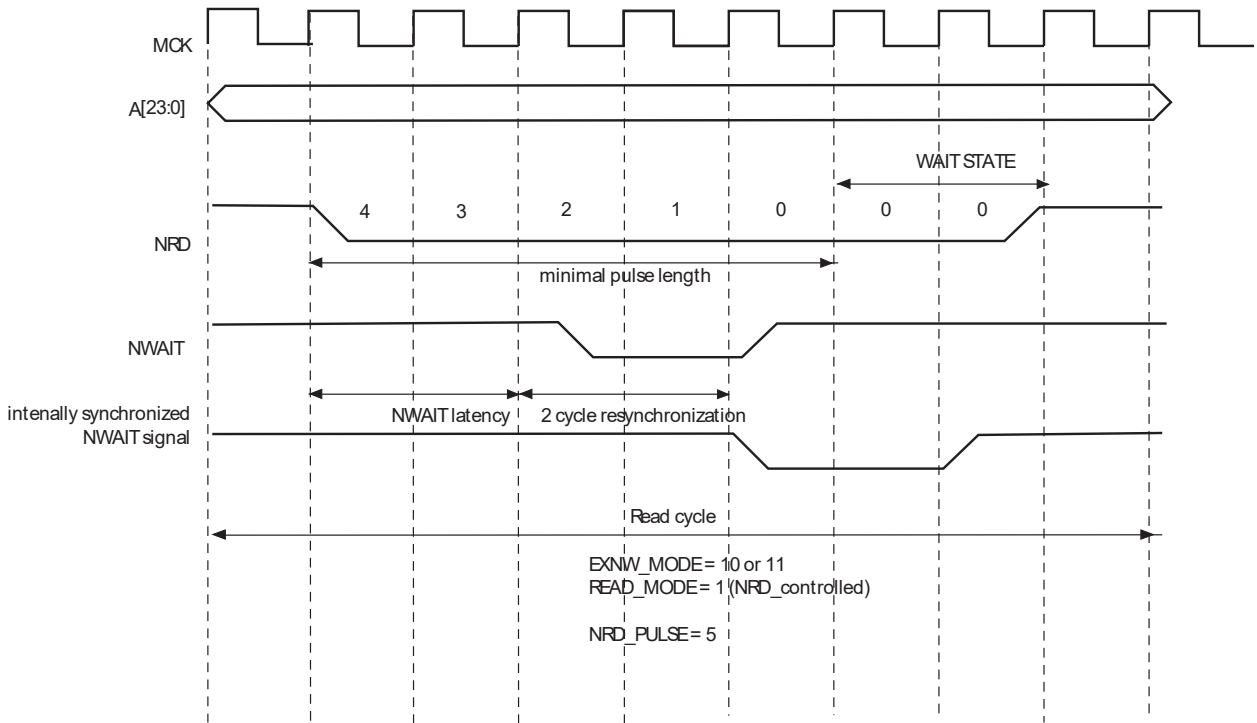 MCK
A[23:0]
WAIT STATE
4 3 2 1 0 0 0
NRD
minimal pulse length
NWAIT
NWAIT latency 2 cycle resynchronization
intenally synchronized
NWAIT signal
Read cycle
EXNW_MODE = 10 or 11
READ_MODE = 1 (NRD_controlled)
NRD_PULSE = 5